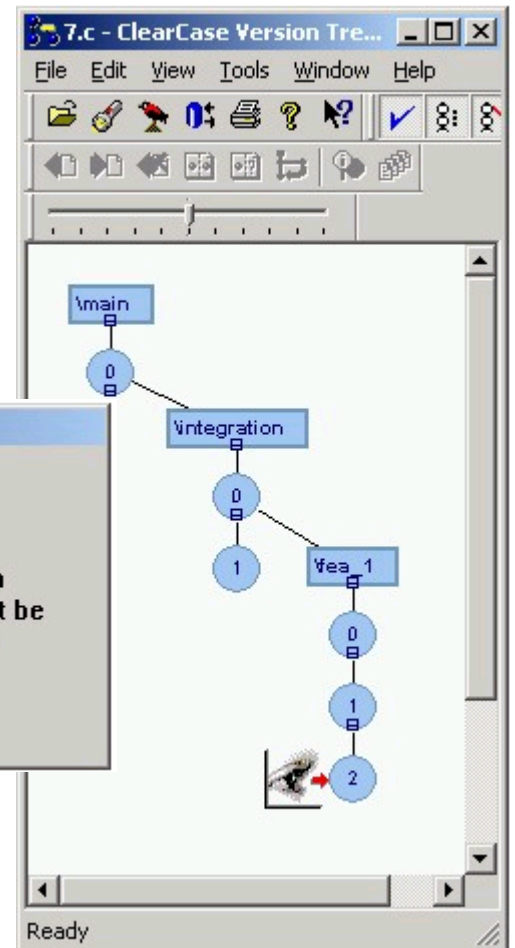 7.c - ClearCase Version Tre...
File Edit View Tools Window Help
\main
0
\integration
0
1
\fea_1
0
t be
1
2
Ready